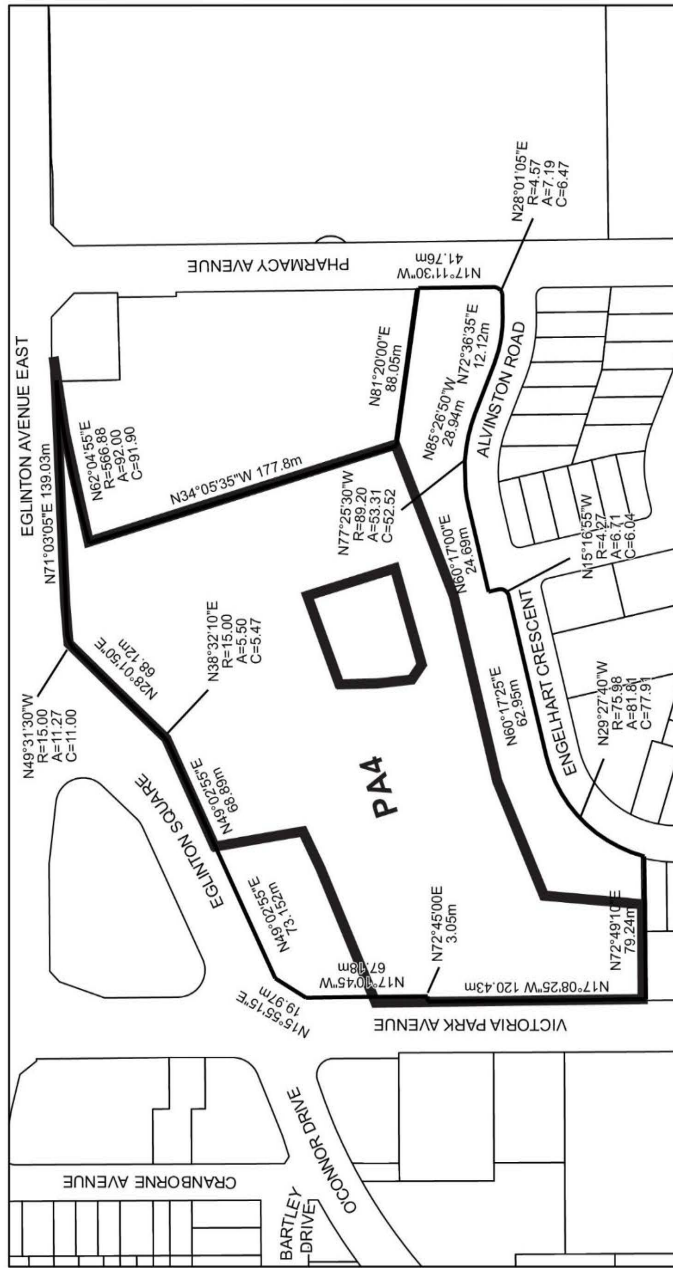 EGLINTON AVENUE EAST
N71°03'05"E 139.03m
N62°04'55"E
R=566.88
A=92.00
C=91.90
N34°05'35"W 177.8m
N49°31'30"W
R=15.00
A=11.27
C=11.00
N28°01'50"E
68.12m
N38°32'10"E
R=15.00
A=5.50
C=5.47
EGLINTON SQUARE
N49°02'55"E
68.89m
N49°02'55"E
73.152m
N15°55'15"E
19.97m
N17°10'45"W
67.18m
N72°45'00E
3.05m
N17°08'25"W 120.43m
VICTORIA PARK AVENUE
N72°49'10"E
79.24m
PA4
PHARMACY AVENUE
N17°11'30"W
41.76m
N28°01'05"E
R=4.57
A=7.19
C=6.47
N81°20'00"E
88.05m
N72°36'35"E
12.12m
N85°26'50"W
28.94m
ALVINSTON ROAD
N77°25'30"W
R=89.20
A=53.31
C=52.52
N60°17'00"E
24.69m
N15°16'55"W
R=4.27
A=6.71
C=6.04
N60°17'25"E
62.95m
ENGELHART CRESCENT
N29°27'40"W
R=75.98
A=81.81
C=77.91
CRANBORNE AVENUE
BARTLEY
DRIVE
O'CONNOR DRIVE